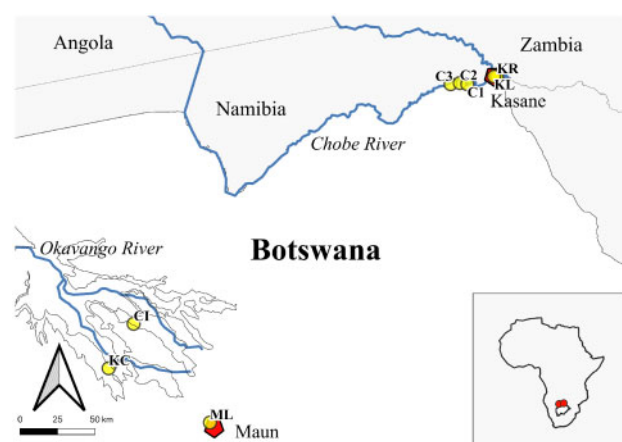 Angola
Zambia
KR
C3
C2
KL
C1
Kasane
Namibia
Chobe River
Okavango River
Botswana
CI
KC
ML
Maun
0 25 50 km